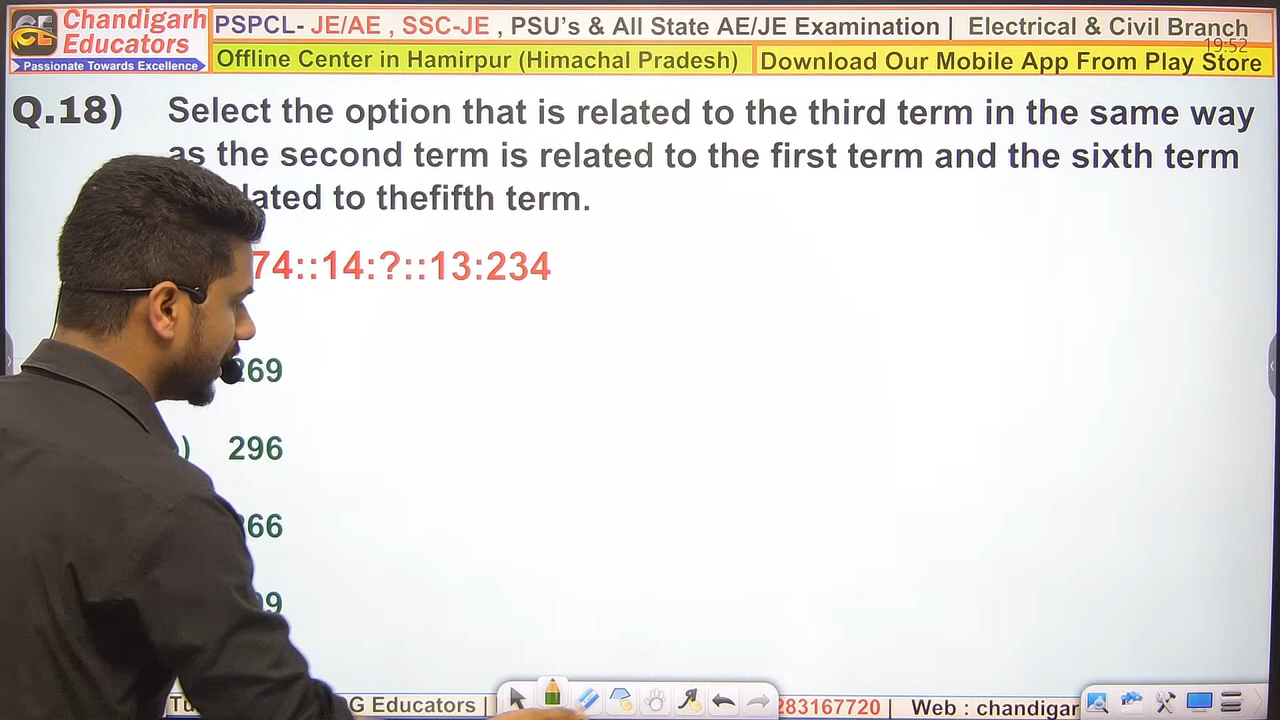 Chandigarh
Educators
Passionate Towards Excellence
PSPCL- JE/AE , SSC-JE , PSU’s & All State AE/JE Examination | Electrical & Civil Branch
19:52
Offline Center in Hamirpur (Himachal Pradesh)
Download Our Mobile App From Play Store
Q.18) Select the option that is related to the third term in the same way
as the second term is related to the first term and the sixth term
to thefifth term.
74::14:?::13:234
269
296
66
G Educators |
283167720 | Web :